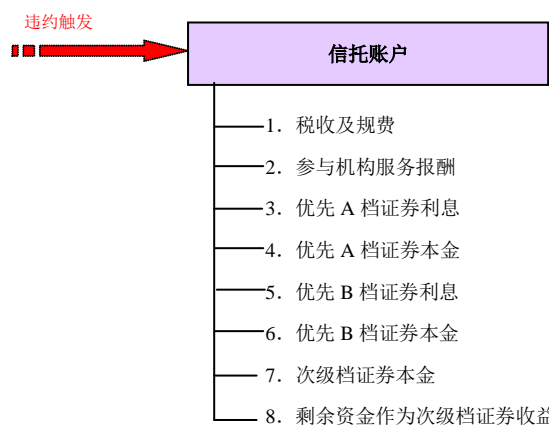 违约触发
信托账户
1. 税收及规费
2. 参与机构服务报酬
3. 优先 A 档证券利息
4. 优先 A 档证券本金
5. 优先 B 档证券利息
6. 优先 B 档证券本金
7. 次级档证券本金
8. 剩余资金作为次级档证券收益